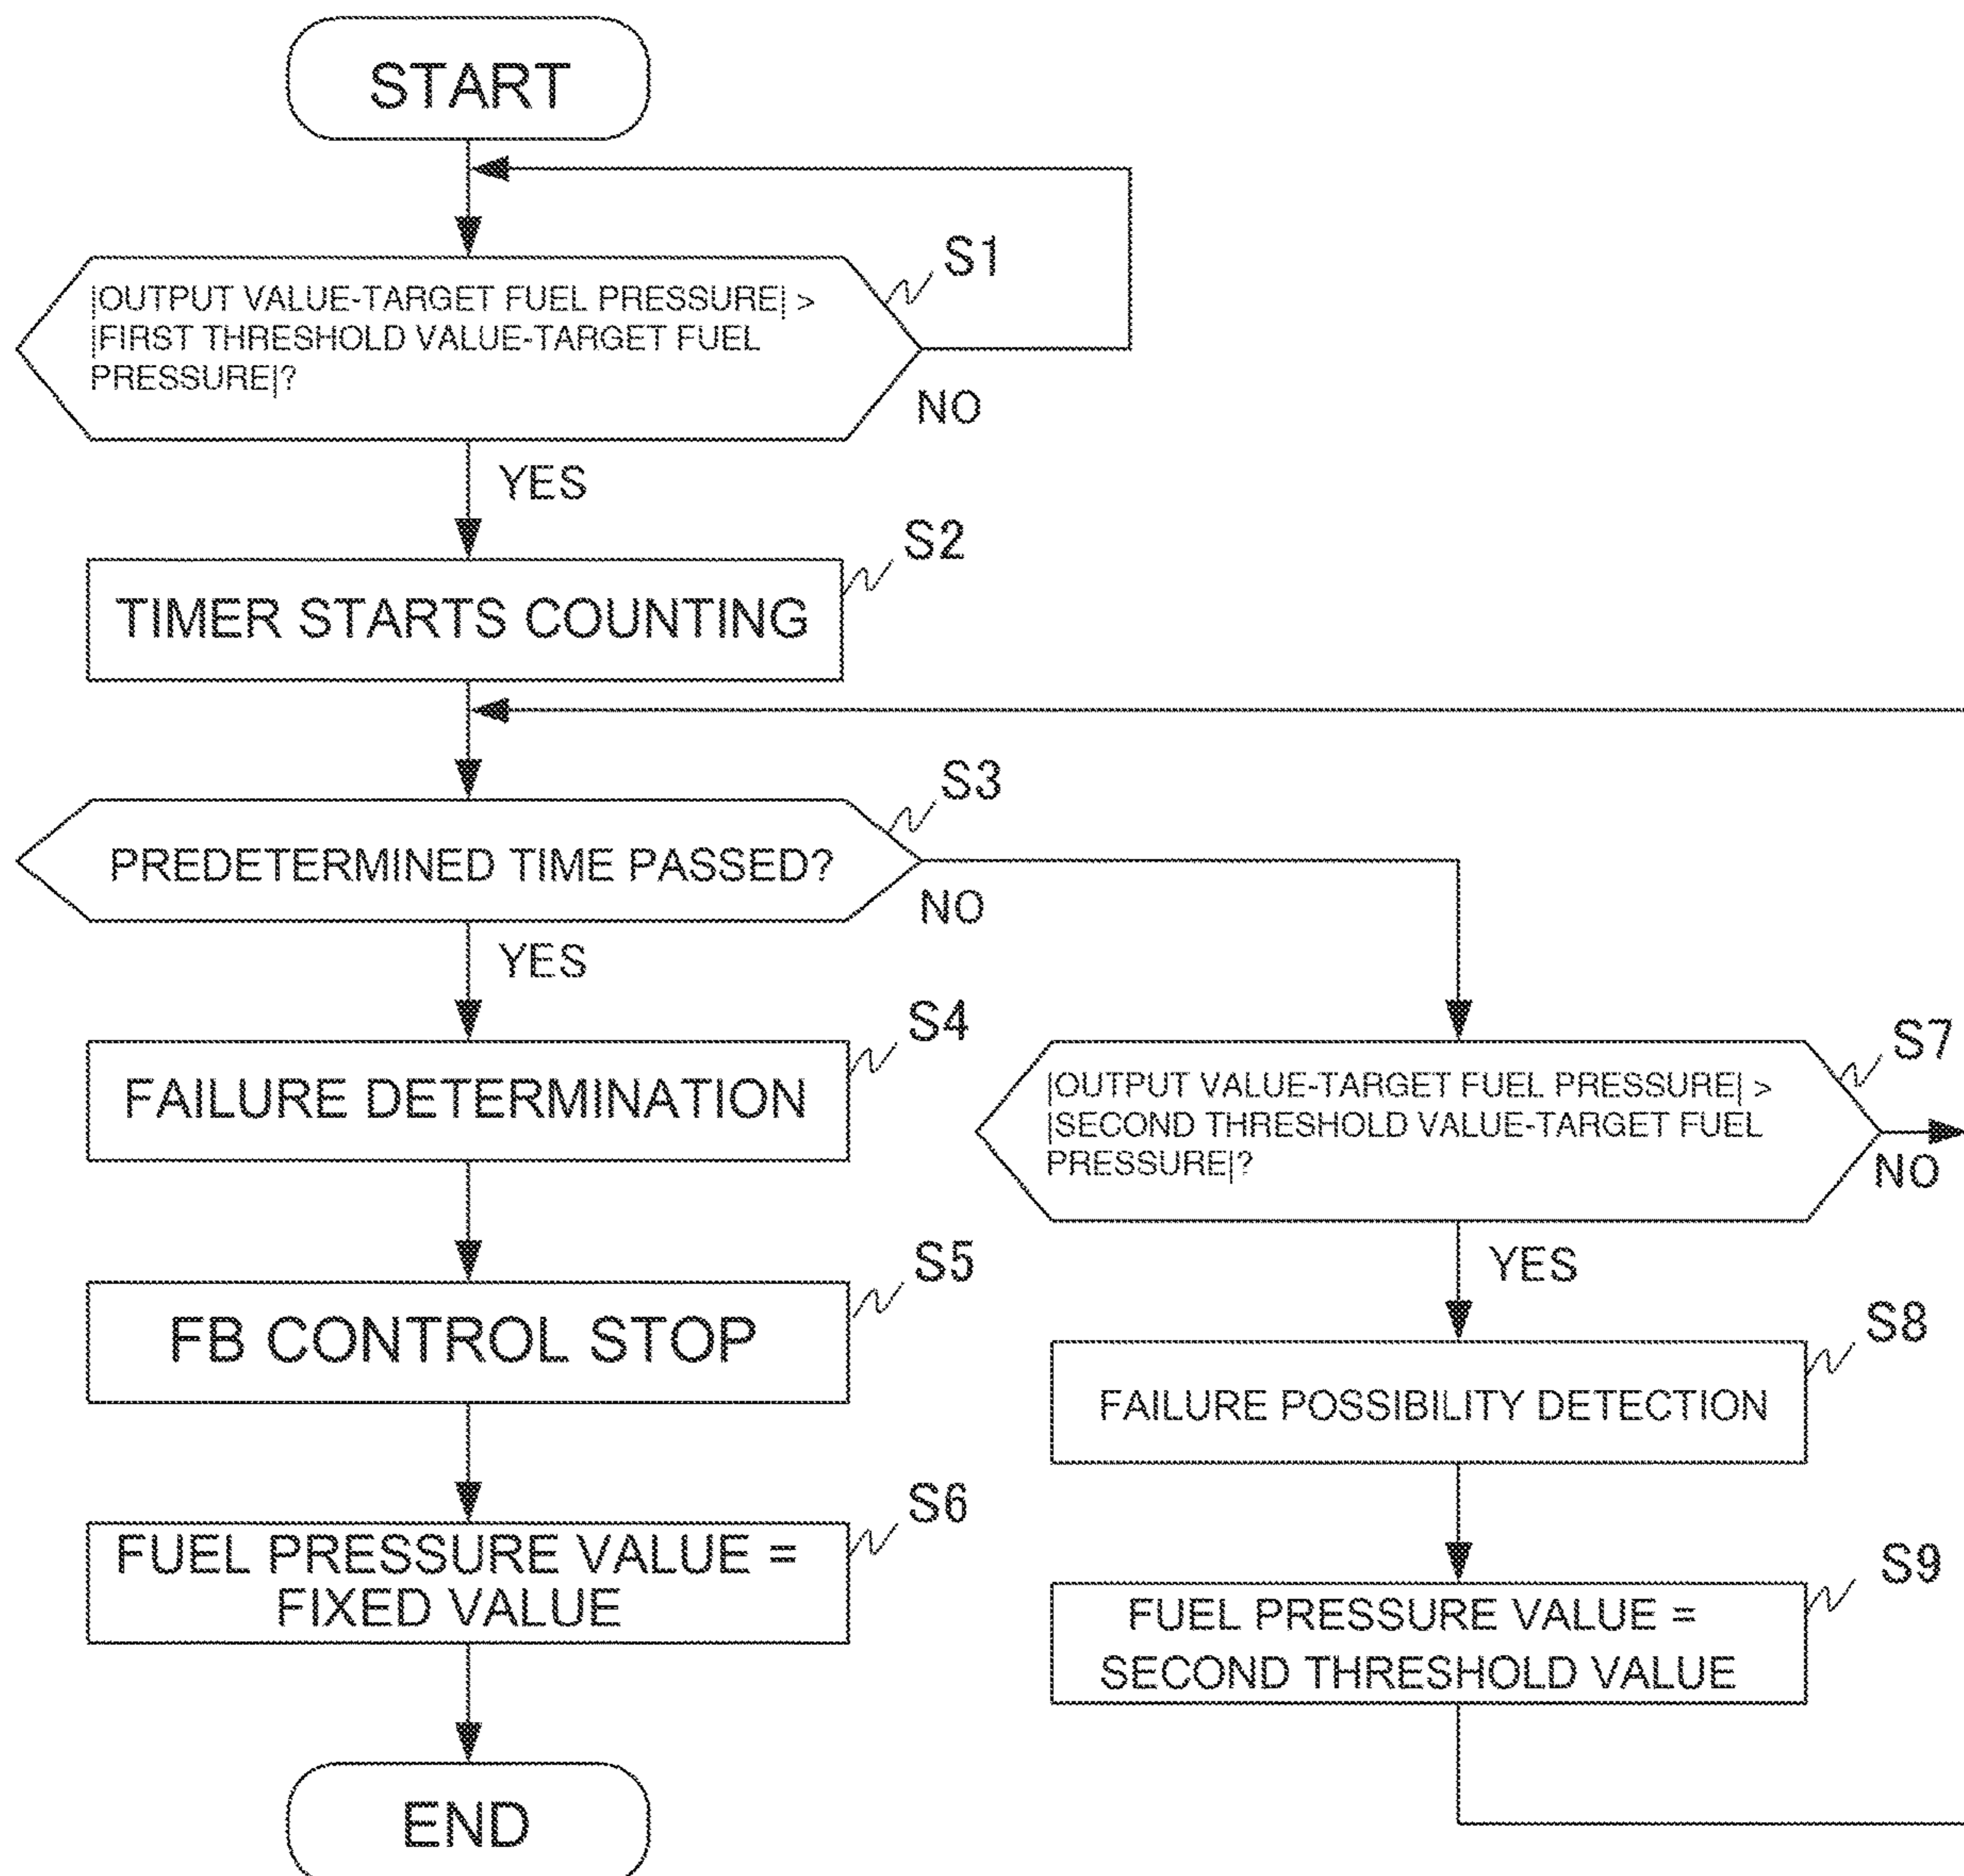 START
S1
|OUTPUT VALUE-TARGET FUEL PRESSURE| >
|FIRST THRESHOLD VALUE-TARGET FUEL
PRESSURE|?
NO
YES
S2
TIMER STARTS COUNTING
S3
PREDETERMINED TIME PASSED?
NO
YES
S4
FAILURE DETERMINATION
S5
FB CONTROL STOP
S6
FUEL PRESSURE VALUE =
FIXED VALUE
END
S7
|OUTPUT VALUE-TARGET FUEL PRESSURE| >
|SECOND THRESHOLD VALUE-TARGET FUEL
PRESSURE|?
NO
YES
S8
FAILURE POSSIBILITY DETECTION
S9
FUEL PRESSURE VALUE =
SECOND THRESHOLD VALUE